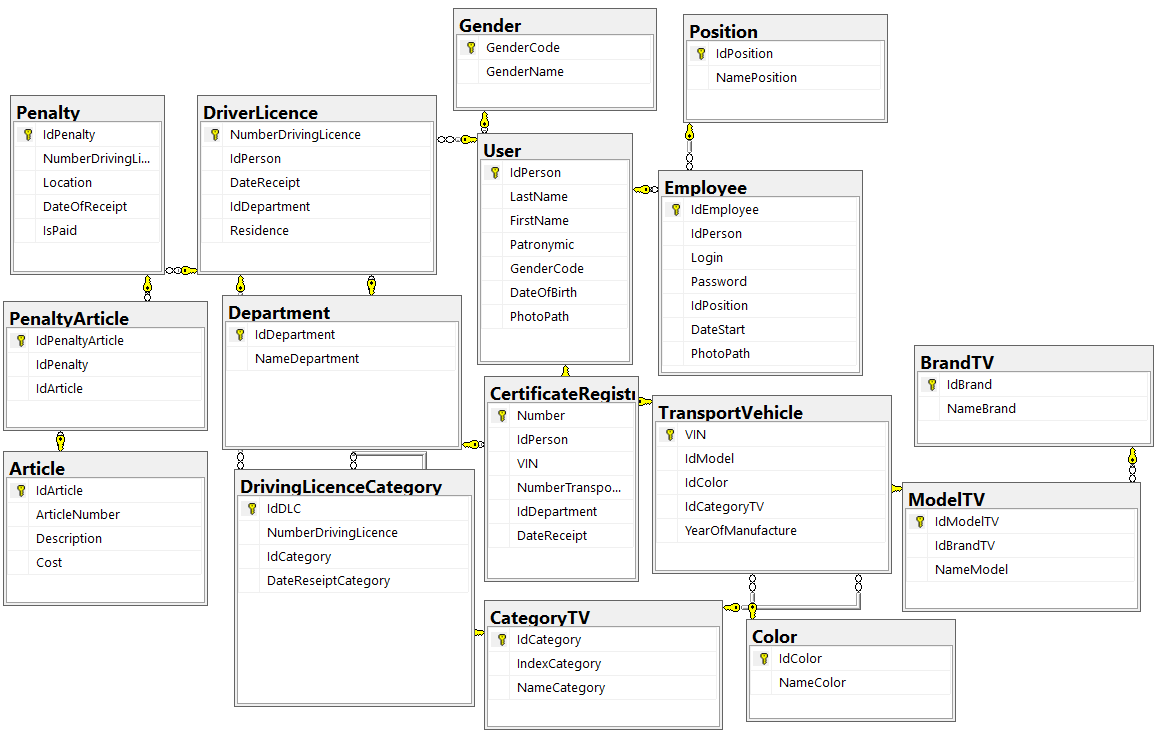 Gender
GenderCode
GenderName
Position
IdPosition
NamePosition
Penalty
IdPenalty
NumberDrivingLi...
Location
DateOfReceipt
IsPaid
DriverLicence
NumberDrivingLicence
IdPerson
DateReceipt
IdDepartment
Residence
User
IdPerson
LastName
FirstName
Patronymic
GenderCode
DateOfBirth
PhotoPath
Employee
IdEmployee
IdPerson
Login
Password
IdPosition
DateStart
PhotoPath
PenaltyArticle
IdPenaltyArticle
IdPenalty
IdArticle
Department
IdDepartment
NameDepartment
BrandTV
IdBrand
NameBrand
CertificateRegistr
Number
IdPerson
VIN
NumberTranspo...
IdDepartment
DateReceipt
TransportVehicle
VIN
IdModel
IdColor
IdCategoryTV
YearOfManufacture
Article
IdArticle
ArticleNumber
Description
Cost
DrivingLicenceCategory
IdDLC
NumberDrivingLicence
IdCategory
DateReseiptCategory
ModelTV
IdModelTV
IdBrandTV
NameModel
CategoryTV
IdCategory
IndexCategory
NameCategory
Color
IdColor
NameColor